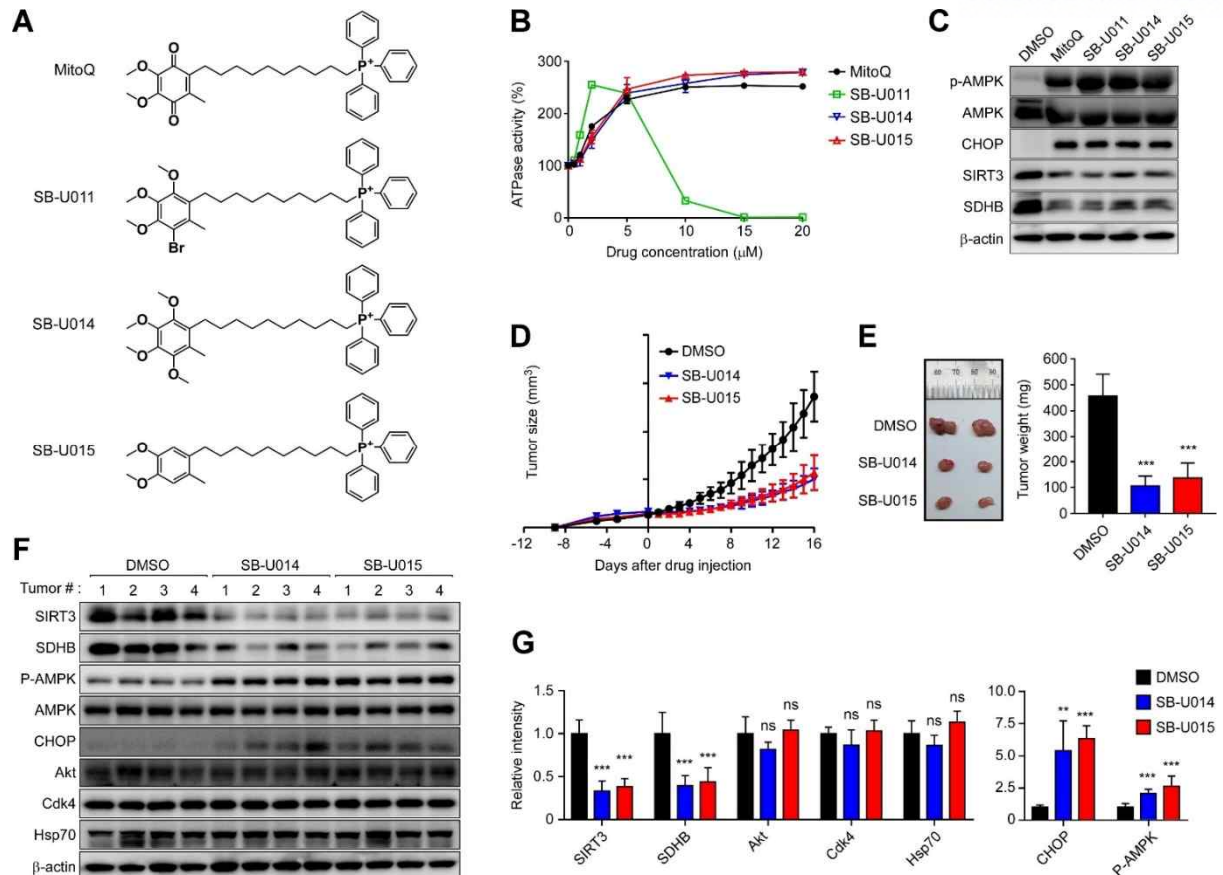 A
MitoQ
O
O
O
O
P+
SB-U011
O
O
O
Br
P+
SB-U014
O
O
O
O
P+
SB-U015
O
O
P+
B
ATPase activity (%)
300
200
100
0
0
5
10
15
20
Drug concentration (μM)
MitoQ
SB-U011
SB-U014
SB-U015
C
DMSO
MitoQ
SB-U011
SB-U014
SB-U015
p-AMPK
AMPK
CHOP
SIRT3
SDHB
β-actin
D
Tumor size (mm³)
DMSO
SB-U014
SB-U015
-12
-8
-4
0
4
8
12
16
Days after drug injection
E
60 70 80 90
DMSO
SB-U014
SB-U015
Tumor weight (mg)
600
500
400
300
200
100
0
***
***
DMSO
SB-U014
SB-U015
F
DMSO SB-U014 SB-U015
Tumor # : 1 2 3 4 1 2 3 4 1 2 3 4
SIRT3
SDHB
P-AMPK
AMPK
CHOP
Akt
Cdk4
Hsp70
β-actin
G
Relative intensity
1.5
1.0
0.5
0
*** ***
*** ***
ns ns
ns ns
ns ns
SIRT3
SDHB
Akt
Cdk4
Hsp70
10.0
7.5
5.0
2.5
0
** ***
*** ***
CHOP
P-AMPK
DMSO
SB-U014
SB-U015